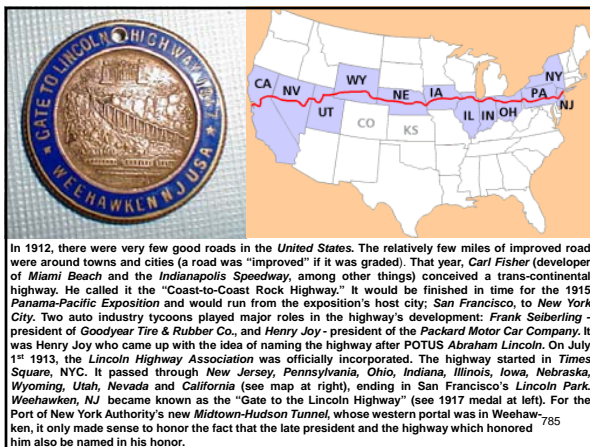 GATE TO LINCOLN HIGHWAY 1917
WEEHAWKEN N J U.S.A
CA
NV
UT
WY
CO
NE
KS
IA
IL
IN
OH
PA
NY
NJ
In 1912, there were very few good roads in the United States. The relatively few miles of improved road
were around towns and cities (a road was “improved” if it was graded). That year, Carl Fisher (developer
of Miami Beach and the Indianapolis Speedway, among other things) conceived a trans-continental
highway. He called it the “Coast-to-Coast Rock Highway.” It would be finished in time for the 1915
Panama-Pacific Exposition and would run from the exposition’s host city; San Francisco, to New York
City. Two auto industry tycoons played major roles in the highway’s development: Frank Seiberling -
president of Goodyear Tire & Rubber Co., and Henry Joy - president of the Packard Motor Car Company. It
was Henry Joy who came up with the idea of naming the highway after POTUS Abraham Lincoln. On July
1st 1913, the Lincoln Highway Association was officially incorporated. The highway started in Times
Square, NYC. It passed through New Jersey, Pennsylvania, Ohio, Indiana, Illinois, Iowa, Nebraska,
Wyoming, Utah, Nevada and California (see map at right), ending in San Francisco’s Lincoln Park.
Weehawken, NJ became known as the “Gate to the Lincoln Highway” (see 1917 medal at left). For the
Port of New York Authority’s new Midtown-Hudson Tunnel, whose western portal was in Weehaw-
ken, it only made sense to honor the fact that the late president and the highway which honored
him also be named in his honor.
785